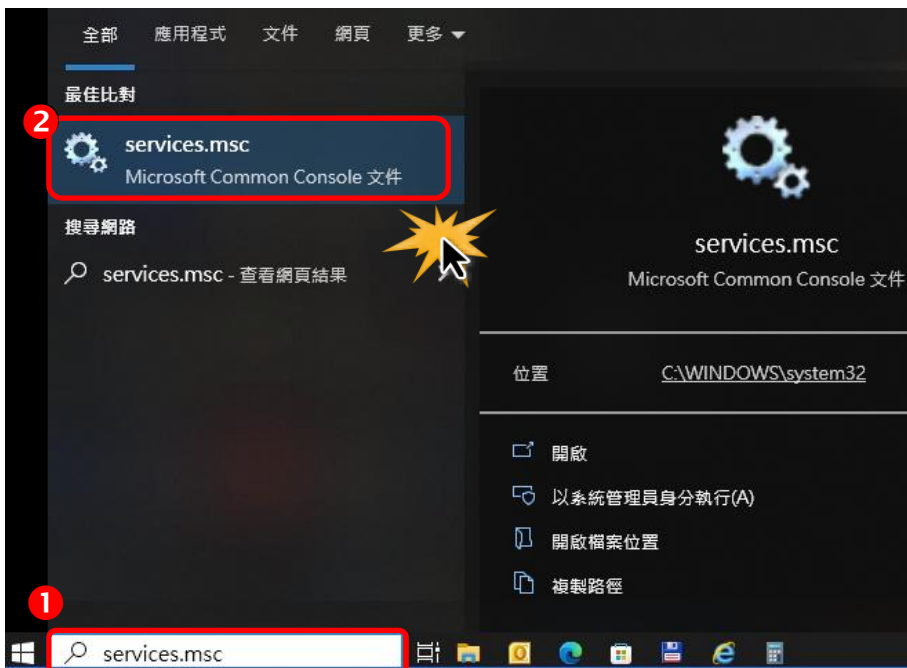 全部 應用程式 文件 網頁 更多
最佳比對
2
services.msc
Microsoft Common Console 文件
搜尋網路
services.msc - 查看網頁結果
services.msc
Microsoft Common Console 文件
位置 C:\WINDOWS\system32
開啟
以系統管理員身分執行(A)
開啟檔案位置
複製路徑
1
services.msc